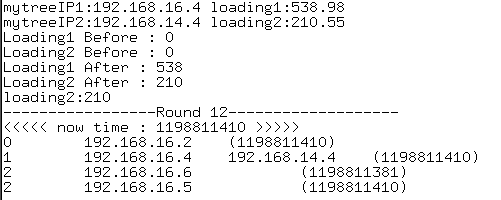 mytreeIP1:192.168.16.4 loading1:538.98
mytreeIP2:192.168.14.4 loading2:210.55
Loading1 Before : 0
Loading2 Before : 0
Loading1 After : 538
Loading2 After : 210
loading2:210
-----------------Round 12-------------------
<<<<< now time : 1198811410 >>>>>
0 192.168.16.2 (1198811410)
1 192.168.16.4 192.168.14.4 (1198811410)
2 192.168.16.6 (1198811381)
2 192.168.16.5 (1198811410)